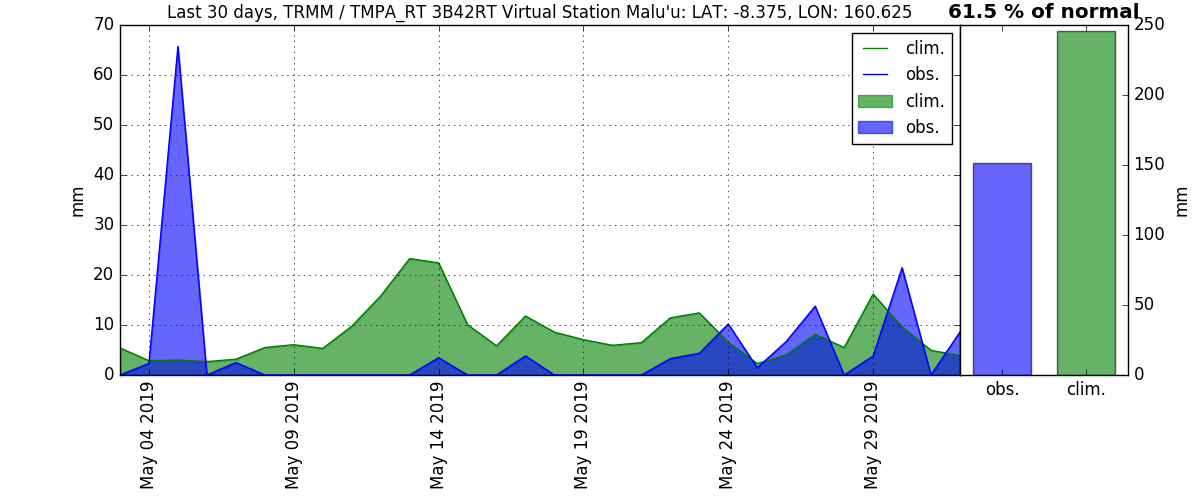 Last 30 days, TRMM / TMPA_RT 3B42RT Virtual Station Malu'u: LAT: -8.375, LON: 160.625
61.5 % of normal
70
60
50
40
30
20
10
0
mm
clim.
obs.
clim.
obs.
May 04 2019
May 09 2019
May 14 2019
May 19 2019
May 24 2019
May 29 2019
250
200
150
100
50
0
mm
obs.
clim.